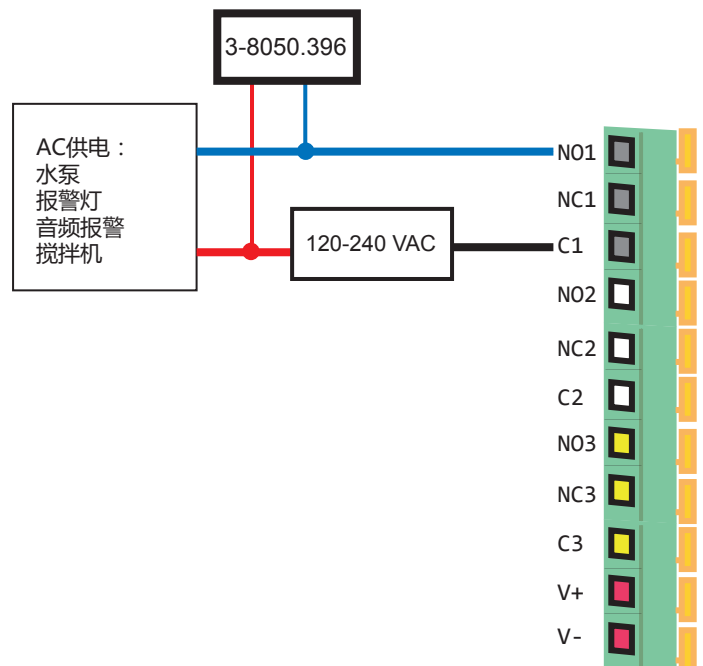 3-8050.396
AC供电：
水泵
报警灯
音频报警
搅拌机
120-240 VAC
NO1
NC1
C1
NO2
NC2
C2
NO3
NC3
C3
V+
V-